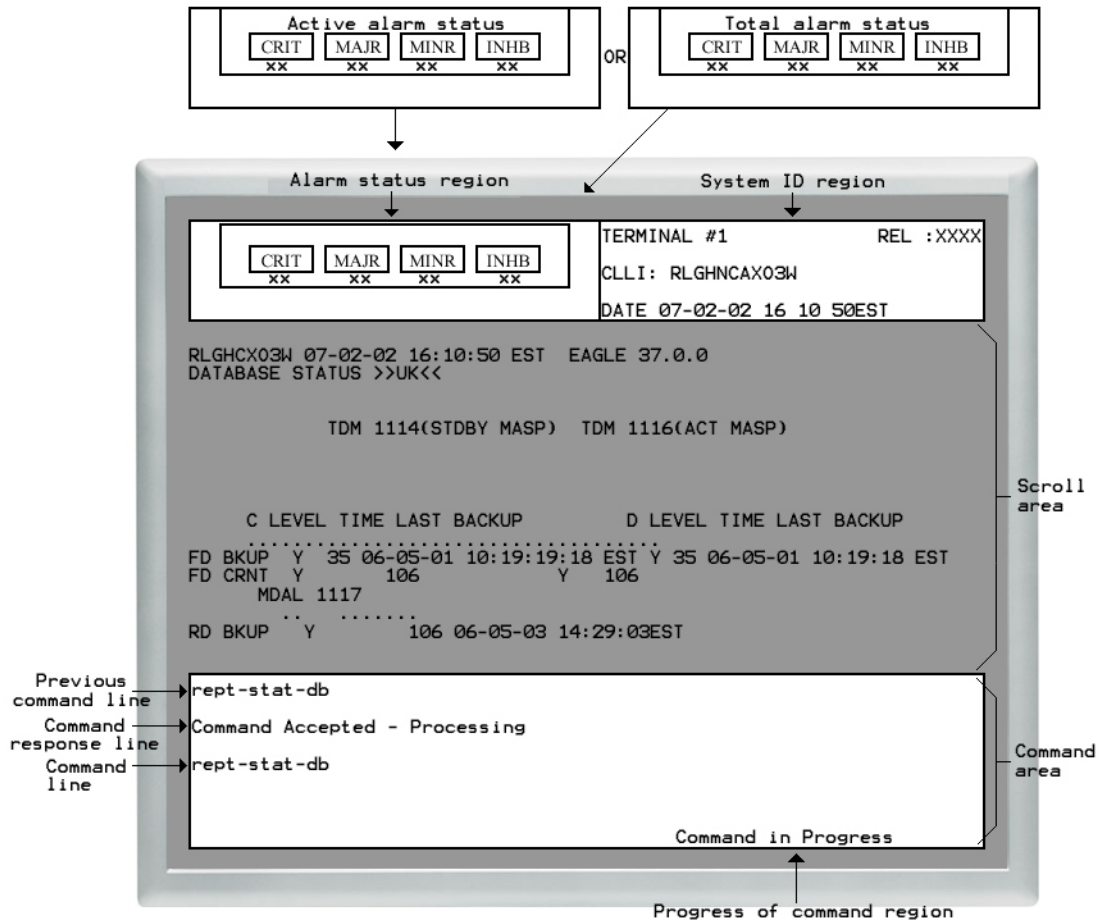 Active alarm status
CRIT MAJR MINR INHB
xx xx xx xx
OR
Total alarm status
CRIT MAJR MINR INHB
xx xx xx xx
Alarm status region
System ID region
CRIT MAJR MINR INHB
xx xx xx xx
TERMINAL #1 REL :XXXX
CLLI: RLGHNCAXO3W
DATE 07-02-02 16 10 50EST
RLGHCXO3W 07-02-02 16:10:50 EST EAGLE 37.0.0
DATABASE STATUS >>UK<<
TDM 1114(STDBY MASP) TDM 1116(ACT MASP)
C LEVEL TIME LAST BACKUP D LEVEL TIME LAST BACKUP
....................................
FD BKUP Y 35 06-05-01 10:19:19:18 EST Y 35 06-05-01 10:19:18 EST
FD CRNT Y 106 Y 106
MDAL 1117
.. .......
RD BKUP Y 106 06-05-03 14:29:03EST
Scroll
area
Previous
command line
rept-stat-db
Command
response line
Command Accepted - Processing
Command
line
rept-stat-db
Command
area
Command in Progress
Progress of command region